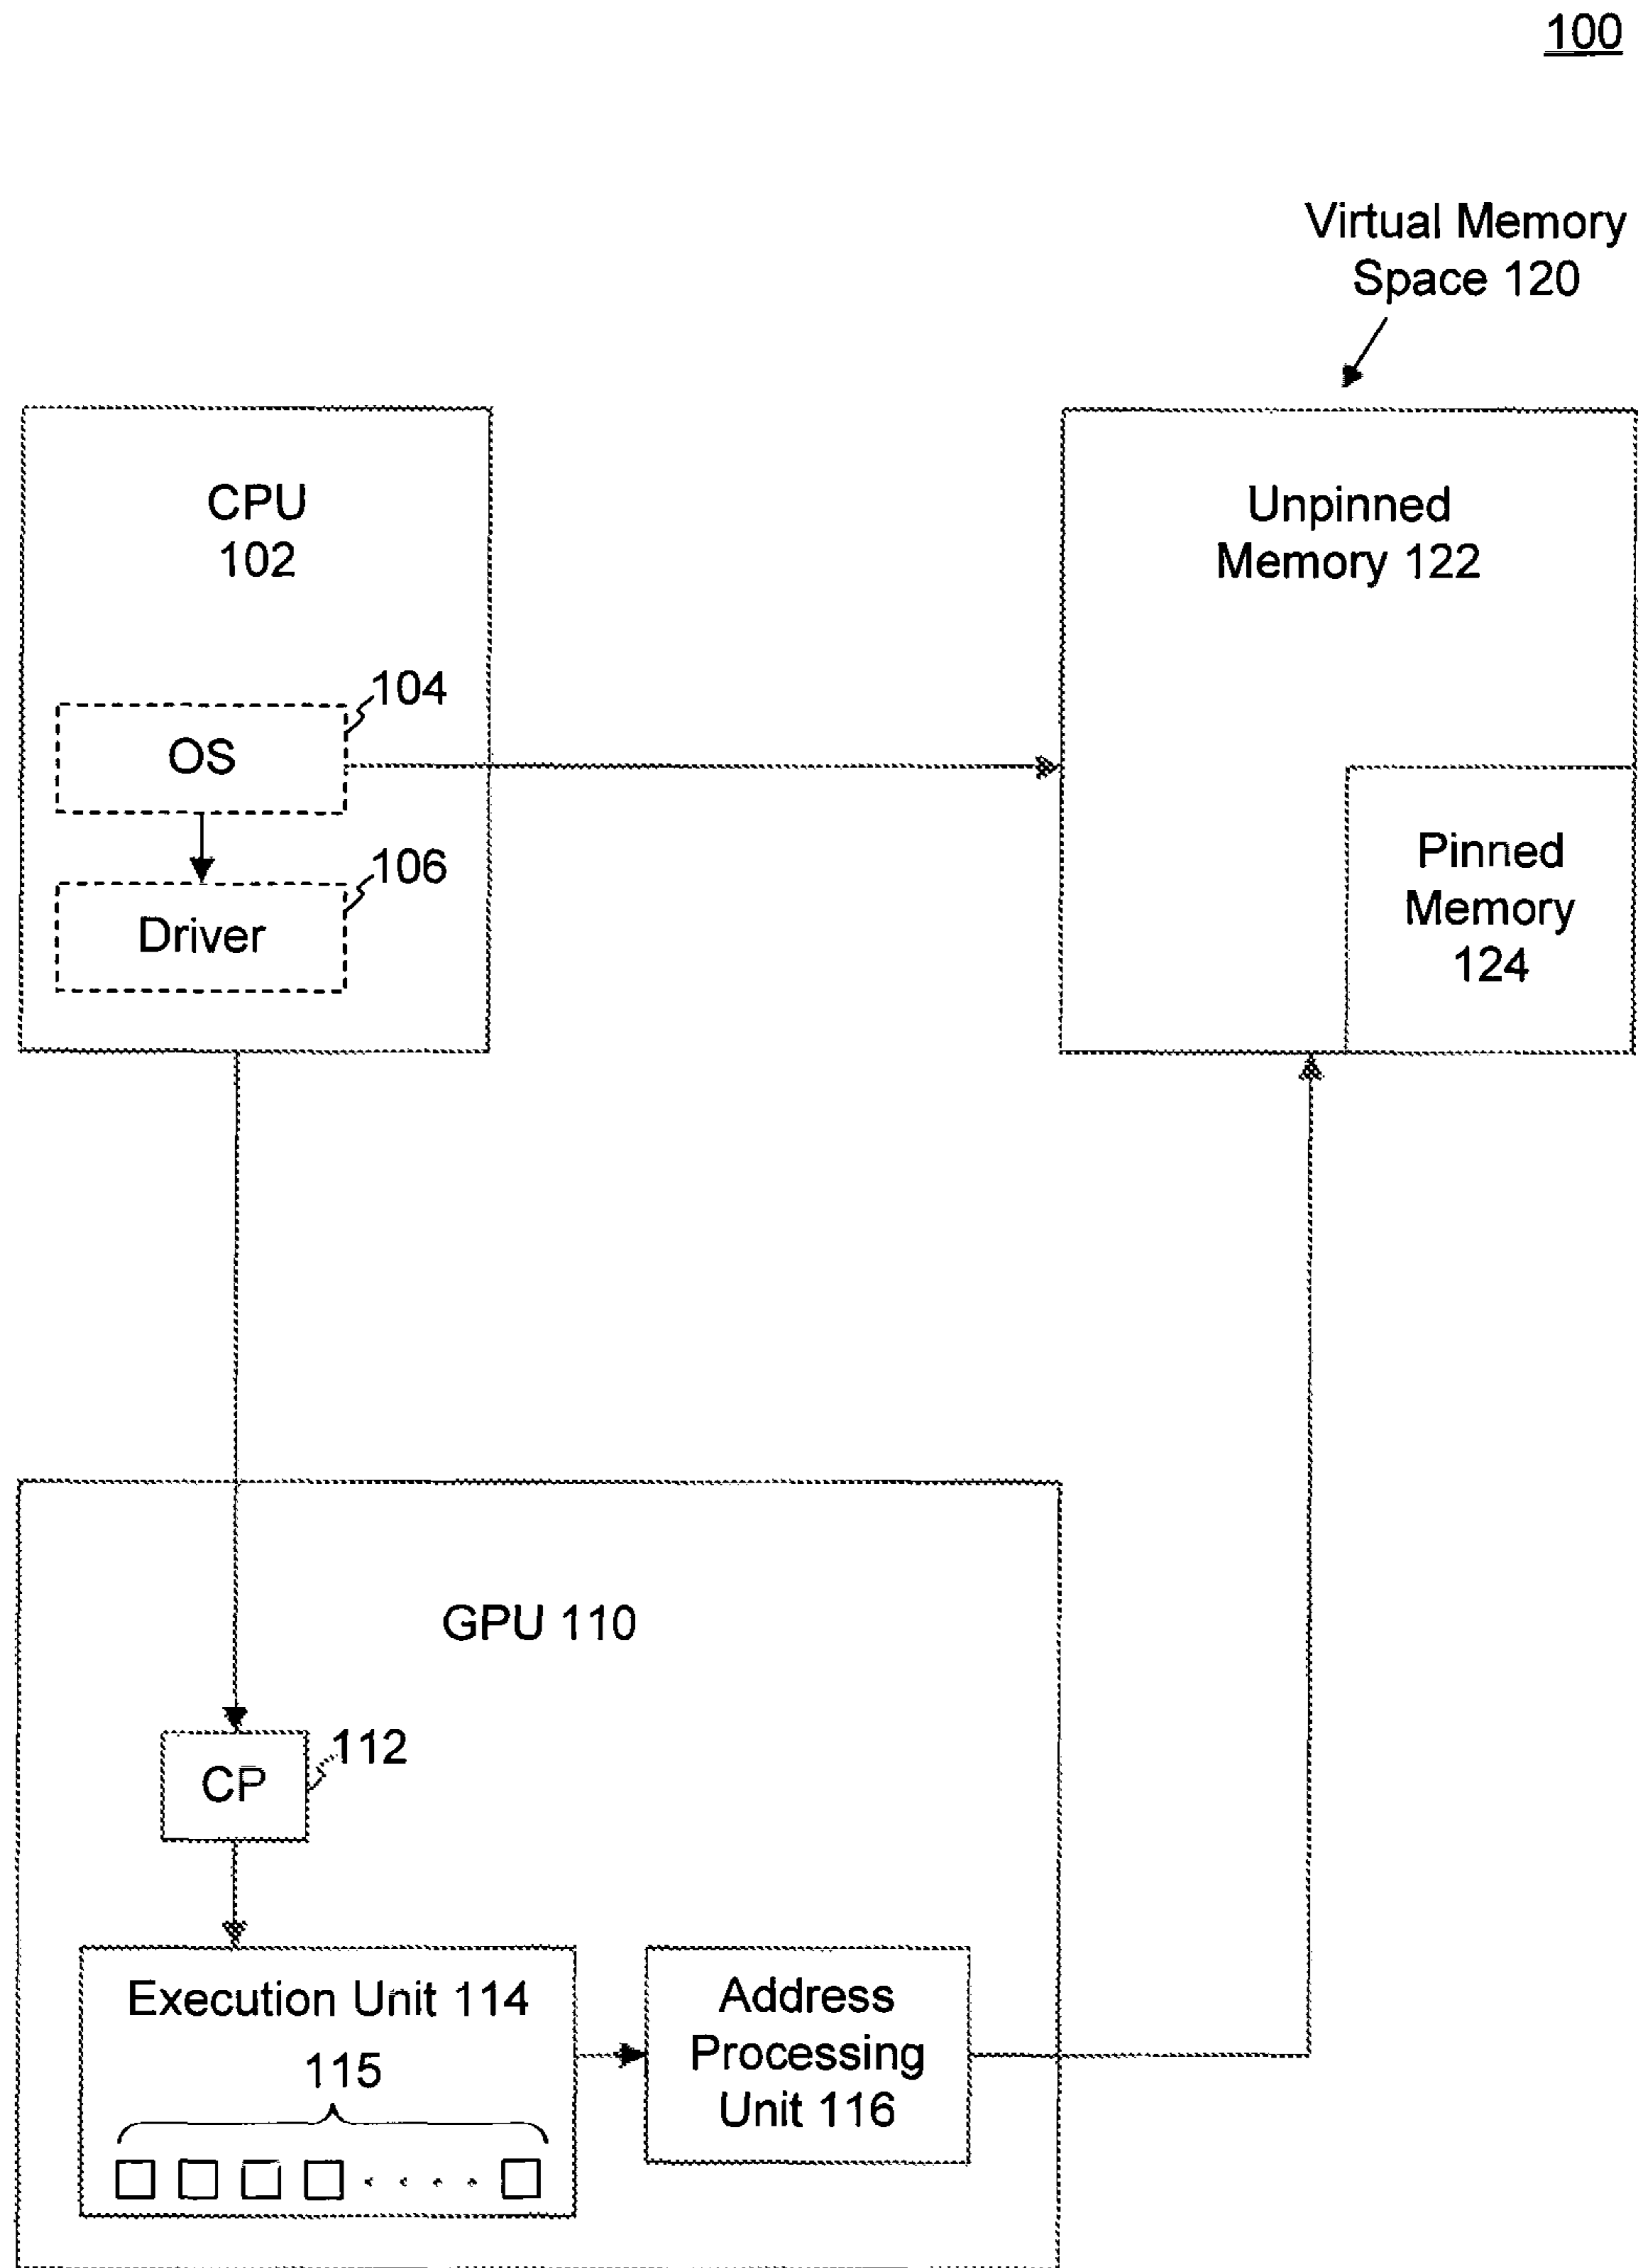 100
Virtual Memory
Space 120
CPU
102
Unpinned
Memory 122
104
OS
Pinned
Memory
124
106
Driver
GPU 110
112
CP
Execution Unit 114
115
Address
Processing
Unit 116